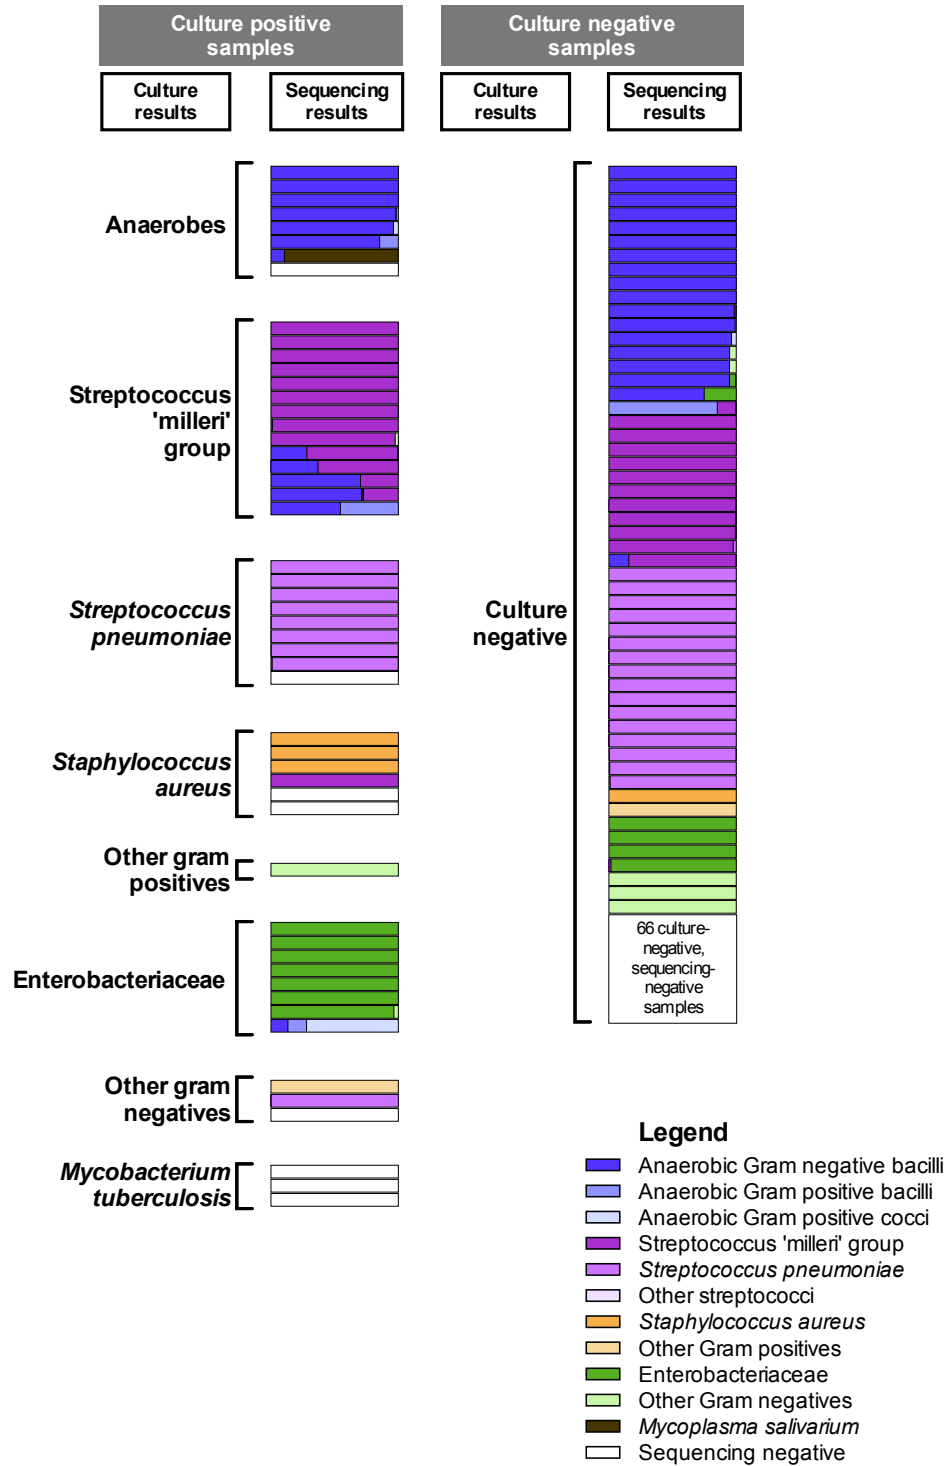 Culture positive
samples
Culture negative
samples
Culture
results
Sequencing
results
Culture
results
Sequencing
results
Anaerobes
Streptococcus
'milleri'
group
Streptococcus
pneumoniae
Staphylococcus
aureus
Other gram
positives
Enterobacteriaceae
Other gram
negatives
Mycobacterium
tuberculosis
Culture
negative
66 culture-
negative,
sequencing-
negative
samples
Legend
Anaerobic Gram negative bacilli
Anaerobic Gram positive bacilli
Anaerobic Gram positive cocci
Streptococcus 'milleri' group
Streptococcus pneumoniae
Other streptococci
Staphylococcus aureus
Other Gram positives
Enterobacteriaceae
Other Gram negatives
Mycoplasma salivarium
Sequencing negative